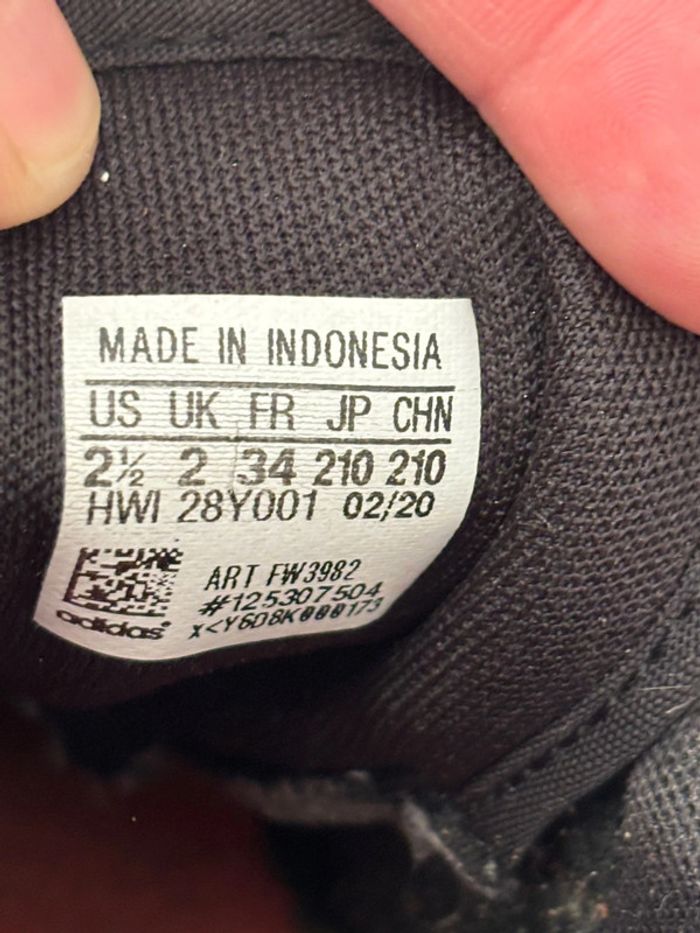 MADE IN INDONESIA
US UK FR JP CHN
2½ 2 34 210 210
HWI 28Y001 02/20
ART FW3982
#125307504
adidas x<Y6D8K000173